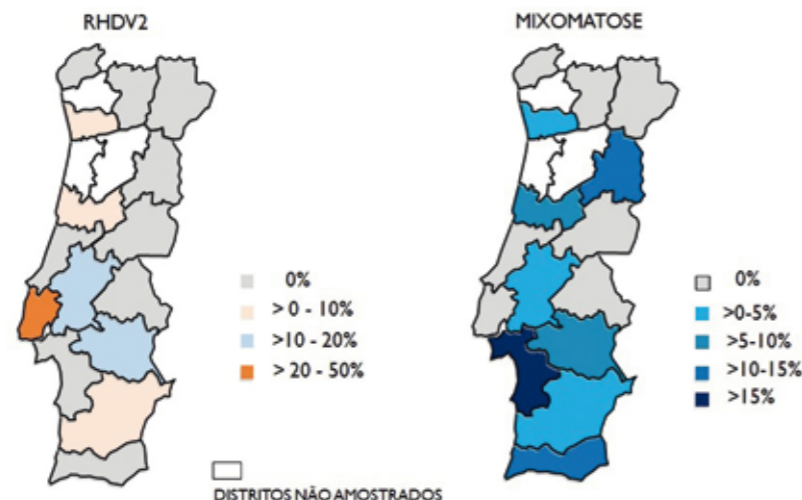 RHDV2
0%
> 0 - 10%
>10 - 20%
> 20 - 50%
DISTRITOS NÃO AMOSTRADOS
MIXOMATOSE
0%
>0-5%
>5-10%
>10-15%
>15%